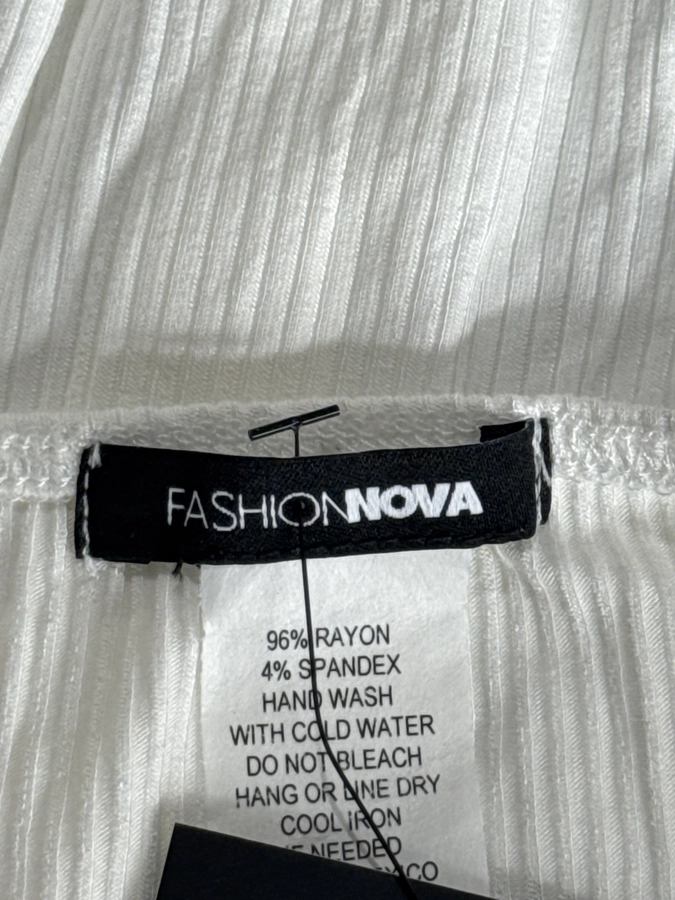 FASHIONNOVA
96% RAYON
4% SPANDEX
HAND WASH
WITH COLD WATER
DO NOT BLEACH
HANG OR LINE DRY
COOL IRON
NEEDED